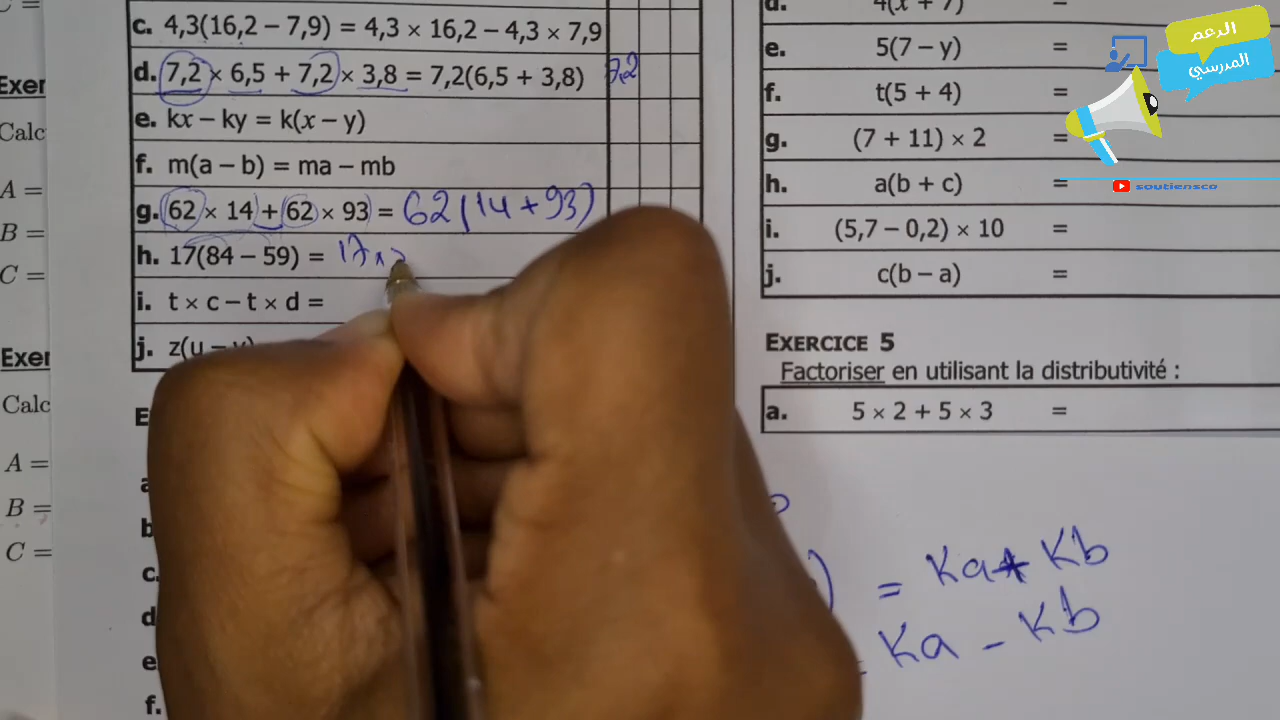 Exer
Calc
A =
B =
C =
Exer
Calc
A =
B =
C =
c. 4,3(16,2 − 7,9) = 4,3 × 16,2 − 4,3 × 7,9
d. 7,2 × 6,5 + 7,2 × 3,8 = 7,2(6,5 + 3,8) 7,2
e. kx − ky = k(x − y)
f. m(a − b) = ma − mb
g. 62 × 14 + 62 × 93 = 62(14 + 93)
h. 17(84 − 59) = 17×
i. t × c − t × d =
j. z(u − v)
E
a
b
c.
d
e
f.
d. 4(x + 7) =
e. 5(7 − y) =
f. t(5 + 4) =
g. (7 + 11) × 2 =
h. a(b + c) =
i. (5,7 − 0,2) × 10 =
j. c(b − a) =
EXERCICE 5
Factoriser en utilisant la distributivité :
a. 5 × 2 + 5 × 3 =
) = Ka + Kb
= Ka − Kb
الدعم
المدرسي
soutiensco